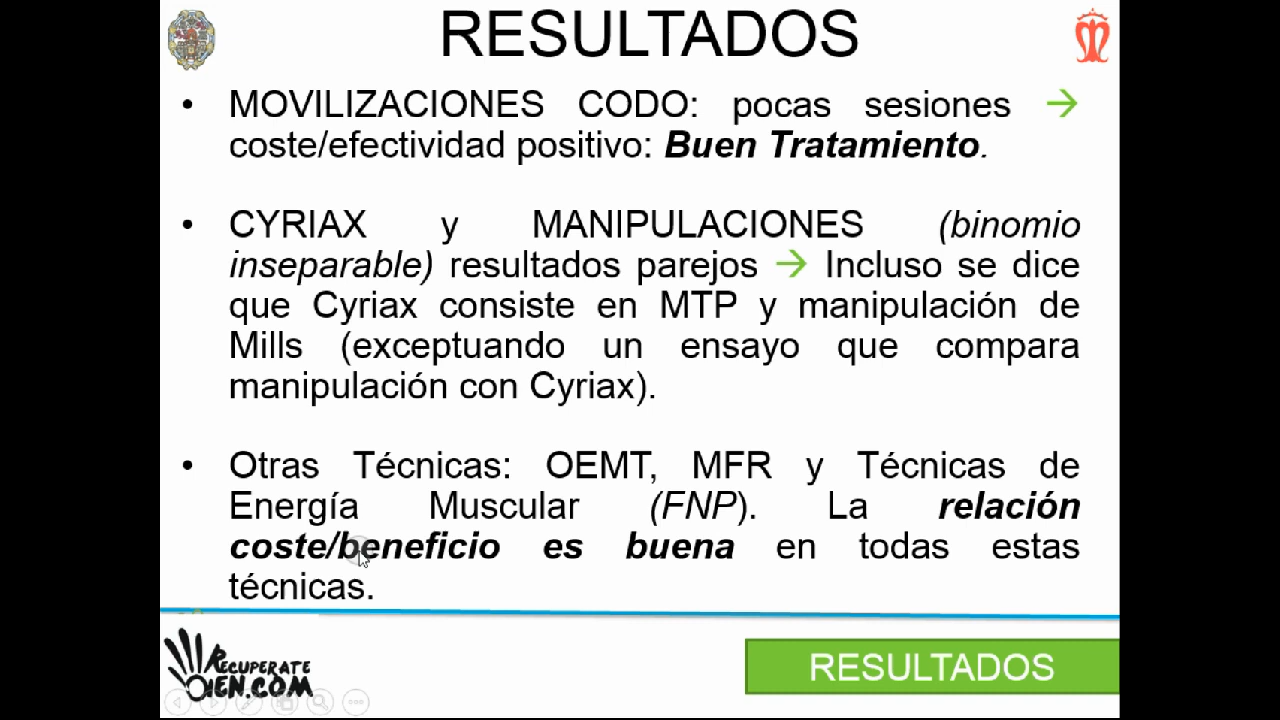 RESULTADOS
• MOVILIZACIONES CODO: pocas sesiones →
coste/efectividad positivo: Buen Tratamiento.
• CYRIAX y MANIPULACIONES (binomio
inseparable) resultados parejos → Incluso se dice
que Cyriax consiste en MTP y manipulación de
Mills (exceptuando un ensayo que compara
manipulación con Cyriax).
• Otras Técnicas: OEMT, MFR y Técnicas de
Energía Muscular (FNP). La relación
coste/beneficio es buena en todas estas
técnicas.
RECUPERATE
BIEN.COM
RESULTADOS